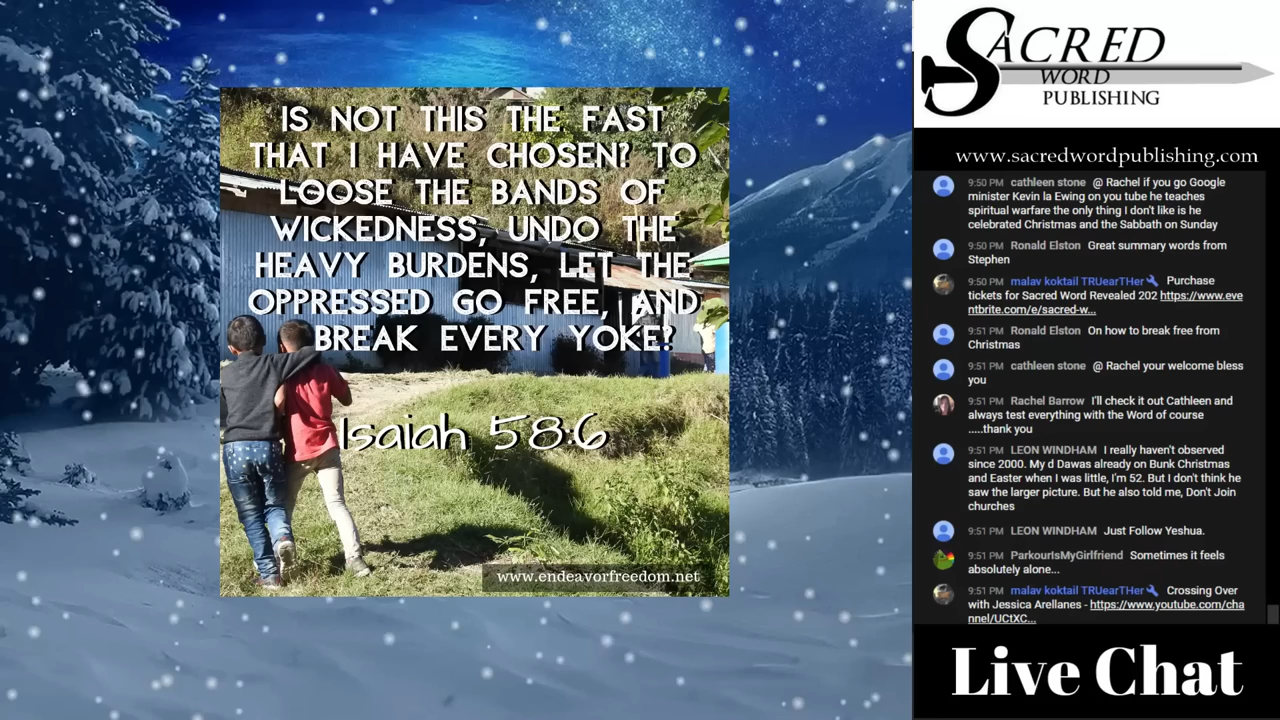 IS NOT THIS THE FAST
THAT I HAVE CHOSEN? TO
LOOSE THE BANDS OF
WICKEDNESS, UNDO THE
HEAVY BURDENS, LET THE
OPPRESSED GO FREE, AND
BREAK EVERY YOKE?
Isaiah 58:6
www.endeavorfreedom.net
SACRED
WORD
PUBLISHING
www.sacredwordpublishing.com
9:50 PM cathleen stone @ Rachel if you go Google
minister Kevin la Ewing on you tube he teaches
spiritual warfare the only thing I don't like is he
celebrated Christmas and the Sabbath on Sunday
9:50 PM Ronald Elston Great summary words from
Stephen
9:50 PM malav koktail TRUearTHer Purchase
tickets for Sacred Word Revealed 202 https://www.eve
ntbrite.com/e/sacred-w...
9:51 PM Ronald Elston On how to break free from
Christmas
9:51 PM cathleen stone @ Rachel your welcome bless
you
9:51 PM Rachel Barrow I'll check it out Cathleen and
always test everything with the Word of course
.....thank you
9:51 PM LEON WINDHAM I really haven't observed
since 2000. My d Dawas already on Bunk Christmas
and Easter when I was little, I'm 52. But I don't think he
saw the larger picture. But he also told me, Don't Join
churches
9:51 PM LEON WINDHAM Just Follow Yeshua.
9:51 PM ParkourIsMyGirlfriend Sometimes it feels
absolutely alone...
9:51 PM malav koktail TRUearTHer Crossing Over
with Jessica Arellanes - https://www.youtube.com/cha
nnel/UCtXC...
Live Chat